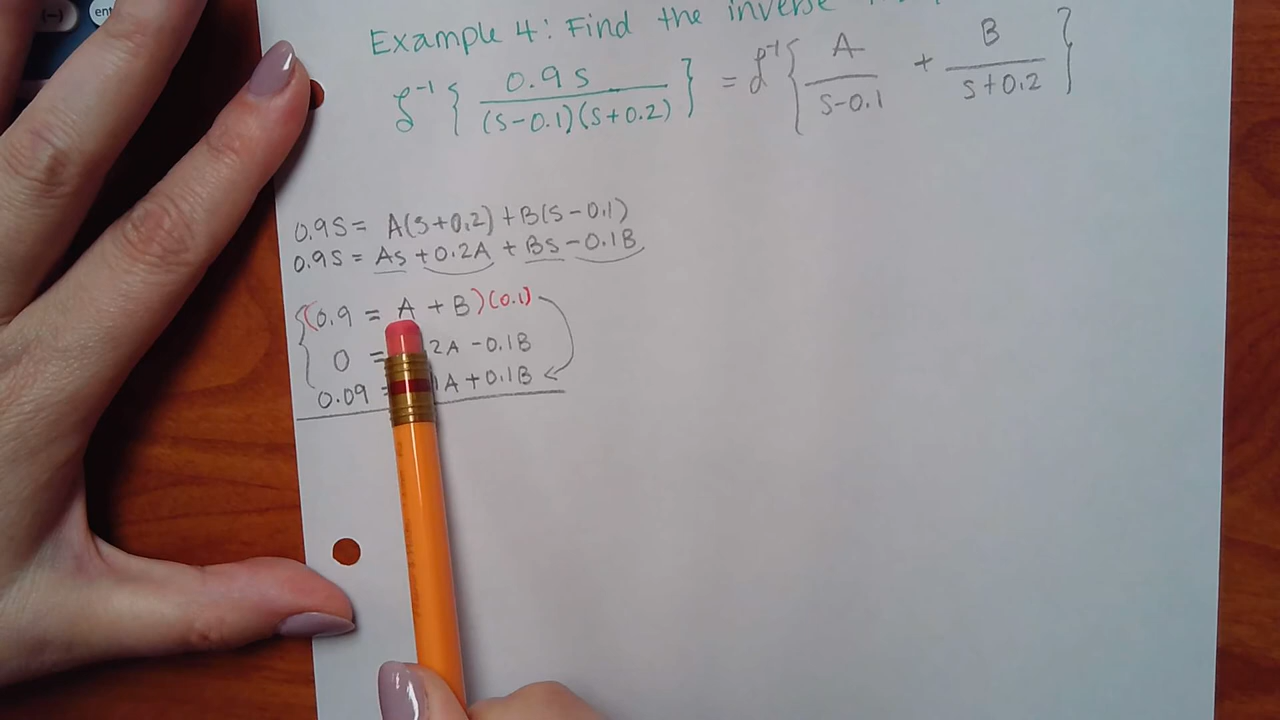 Example 4: Find the inverse
ℒ⁻¹ { 0.9s / (s-0.1)(s+0.2) } = ℒ⁻¹ { A / s-0.1 + B / s+0.2 }
0.9s = A(s+0.2) + B(s-0.1)
0.9s = As + 0.2A + Bs - 0.1B
(0.9 = A + B)(0.1)
0 = 2A - 0.1B
0.09 = A + 0.1B